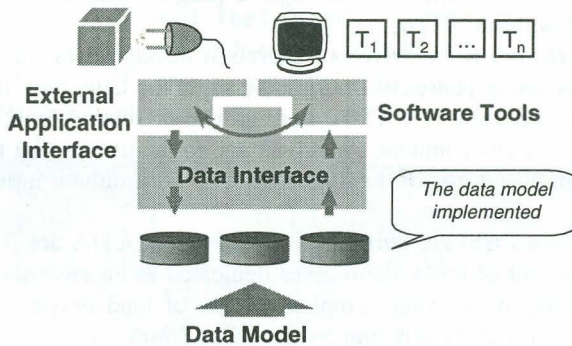 T1 T2 ... Tn
External
Application
Interface
Software Tools
Data Interface
The data model
implemented
Data Model